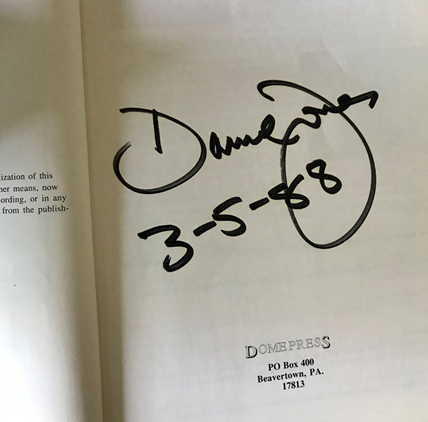 ization of this
her means, now
ording, or in any
from the publish-
3-5-88
DOMEPRESS
PO Box 400
Beavertown, PA.
17813